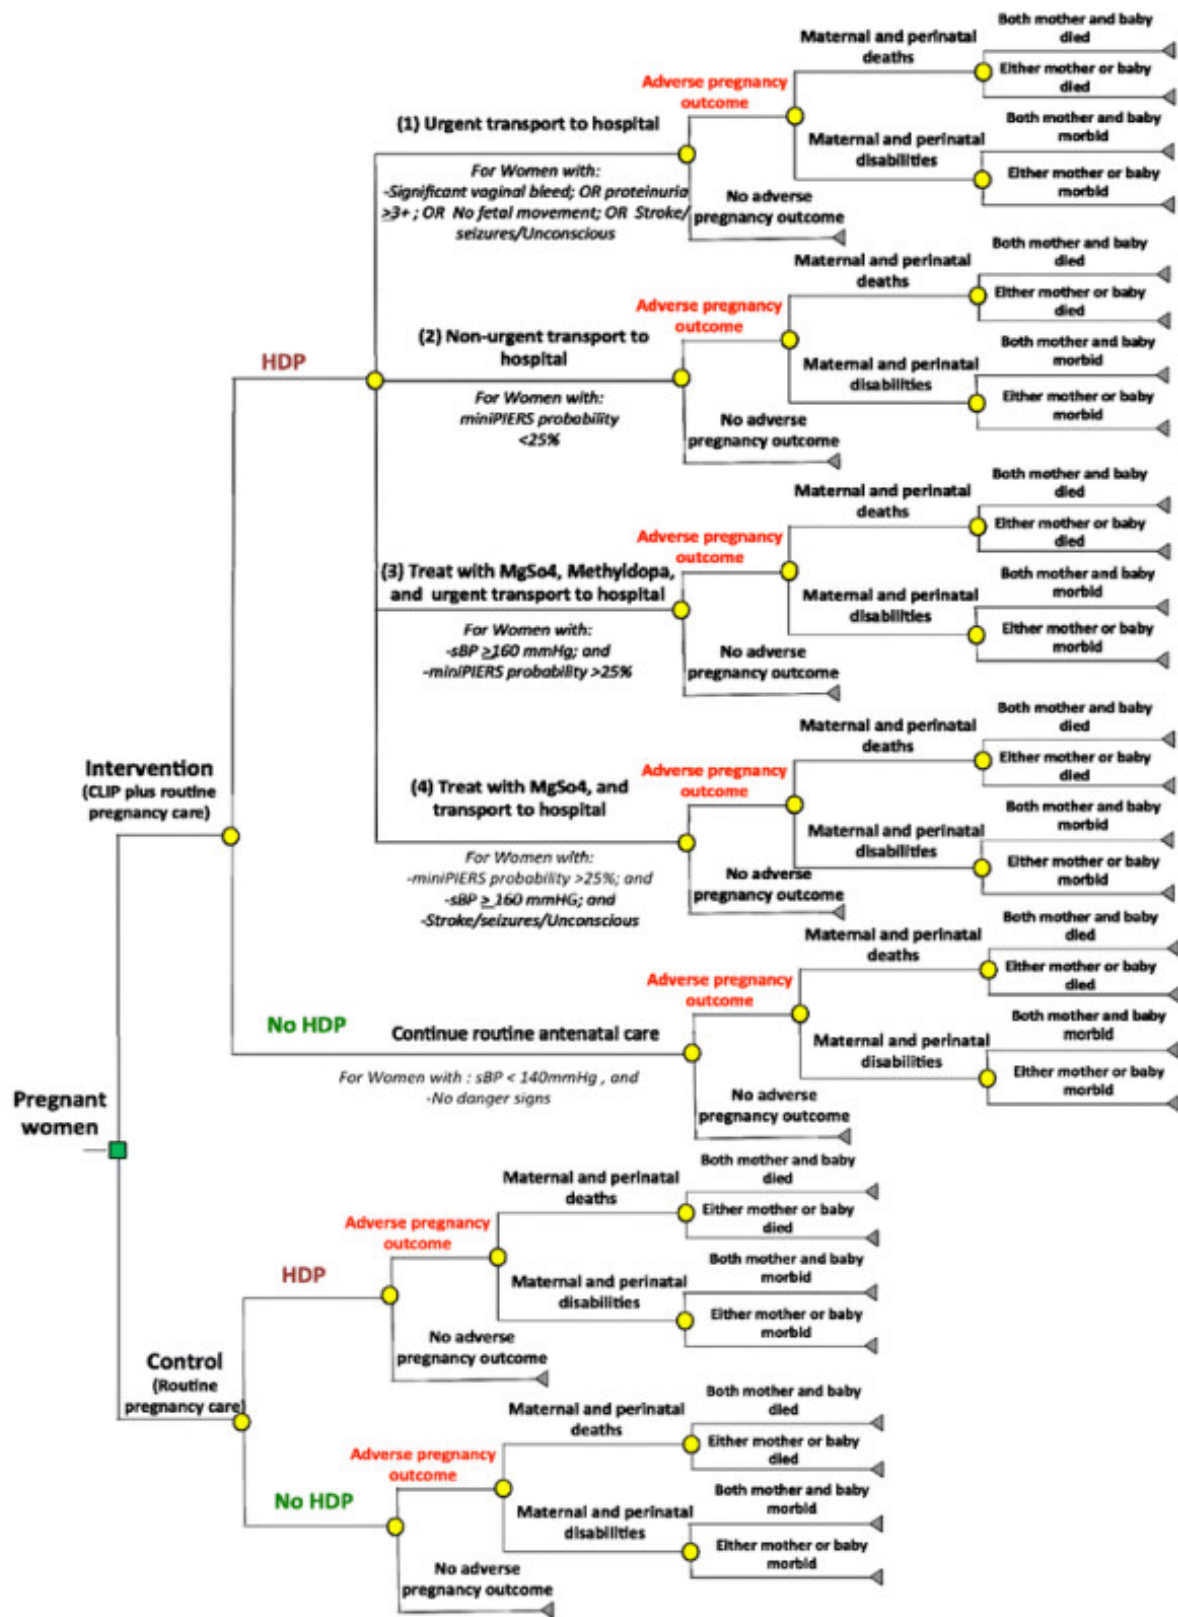 Both mother and baby
died
Maternal and perinatal
deaths
Either mother or baby
died
Adverse pregnancy
outcome
(1) Urgent transport to hospital
Both mother and baby
morbid
Maternal and perinatal
disabilities
Either mother or baby
morbid
For Women with:
-Significant vaginal bleed; OR proteinuria
≥3+ ; OR No fetal movement; OR Stroke/
seizures/Unconscious
No adverse
pregnancy outcome
Both mother and baby
died
Maternal and perinatal
deaths
Either mother or baby
died
Adverse pregnancy
outcome
(2) Non-urgent transport to
hospital
Both mother and baby
morbid
Maternal and perinatal
disabilities
Either mother or baby
morbid
HDP
For Women with:
miniPIERS probability
<25%
No adverse
pregnancy outcome
Both mother and baby
died
Maternal and perinatal
deaths
Either mother or baby
died
Adverse pregnancy
outcome
(3) Treat with MgSo4, Methyldopa,
and urgent transport to hospital
Both mother and baby
morbid
Maternal and perinatal
disabilities
Either mother or baby
morbid
For Women with:
-sBP ≥160 mmHg; and
-miniPIERS probability >25%
No adverse
pregnancy outcome
Both mother and baby
died
Maternal and perinatal
deaths
Either mother or baby
died
Intervention
(CLIP plus routine
pregnancy care)
Adverse pregnancy
outcome
(4) Treat with MgSo4, and
transport to hospital
Both mother and baby
morbid
Maternal and perinatal
disabilities
Either mother or baby
morbid
For Women with:
-miniPIERS probability >25%; and
-sBP ≥ 160 mmHG; and
-Stroke/seizures/Unconscious
No adverse
pregnancy outcome
Both mother and baby
died
Maternal and perinatal
deaths
Either mother or baby
died
Adverse pregnancy
outcome
No HDP
Continue routine antenatal care
Both mother and baby
morbid
Maternal and perinatal
disabilities
Either mother or baby
morbid
For Women with : sBP < 140mmHg , and
-No danger signs
No adverse
pregnancy outcome
Pregnant
women
Both mother and baby
died
Maternal and perinatal
deaths
Either mother or baby
died
Adverse pregnancy
outcome
HDP
Both mother and baby
morbid
Maternal and perinatal
disabilities
Either mother or baby
morbid
No adverse
pregnancy outcome
Control
(Routine
pregnancy care)
Both mother and baby
died
Maternal and perinatal
deaths
Either mother or baby
died
Adverse pregnancy
outcome
No HDP
Both mother and baby
morbid
Maternal and perinatal
disabilities
Either mother or baby
morbid
No adverse
pregnancy outcome